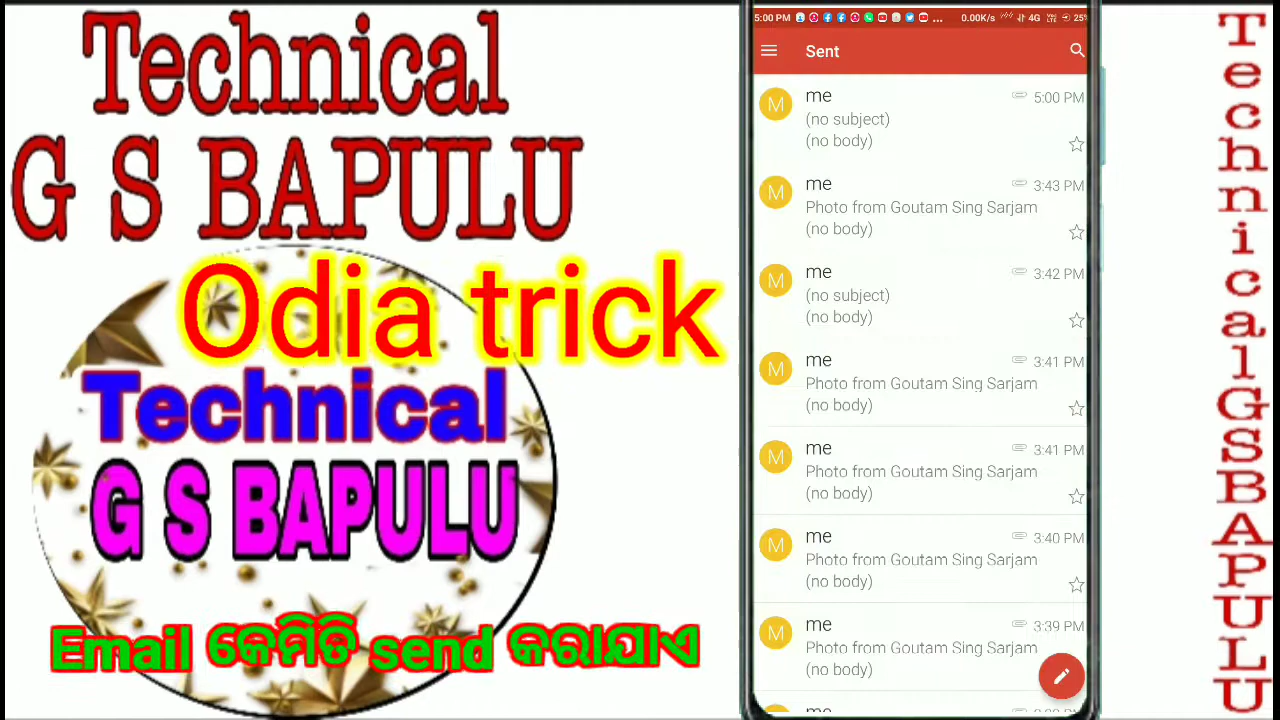 Technical
G S BAPULU
Odia trick
Technical
G S BAPULU
Email କେମିତି send କରାଯାଏ
5:00 PM ... 0.00K/s 4G 25%
Sent
M me 5:00 PM
(no subject)
(no body)
M me 3:43 PM
Photo from Goutam Sing Sarjam
(no body)
M me 3:42 PM
(no subject)
(no body)
M me 3:41 PM
Photo from Goutam Sing Sarjam
(no body)
M me 3:41 PM
Photo from Goutam Sing Sarjam
(no body)
M me 3:40 PM
Photo from Goutam Sing Sarjam
(no body)
M me 3:39 PM
Photo from Goutam Sing Sarjam
(no body)
me
TechnicalGSBAPULU